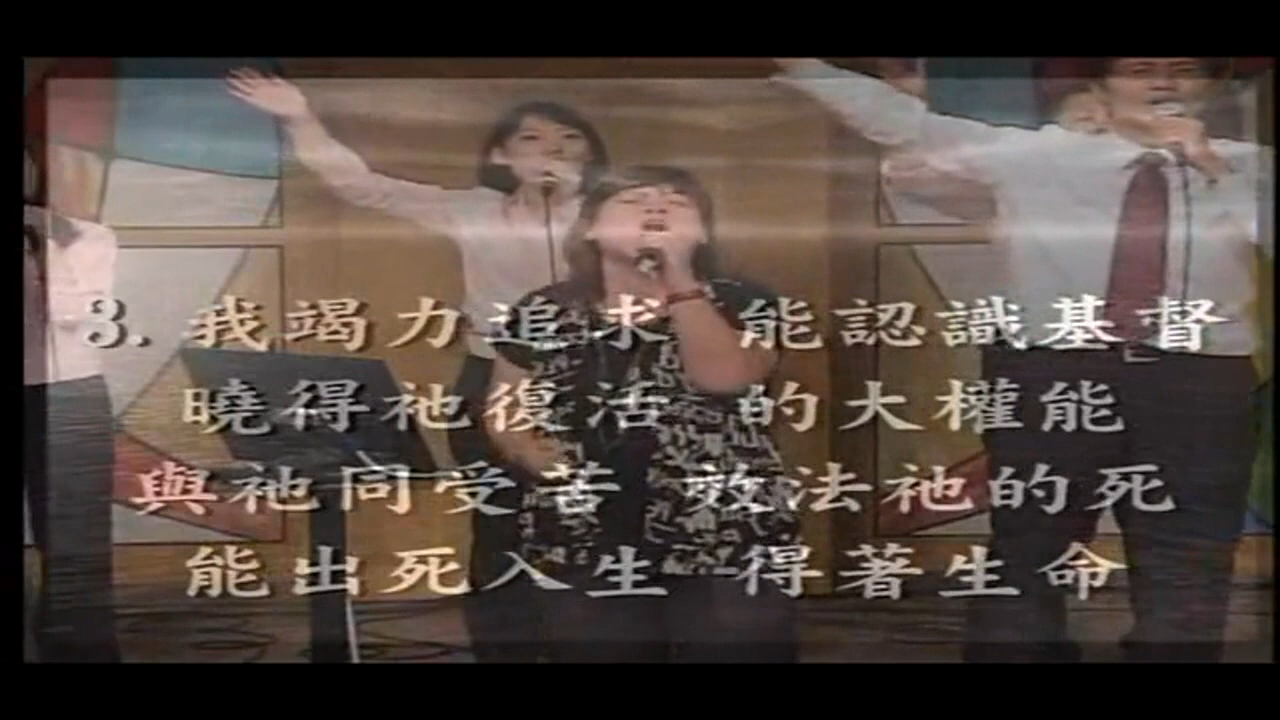 3. 我竭力追求 能認識基督
曉得祂復活 的大權能
與祂同受苦 效法祂的死
能出死入生 得著生命